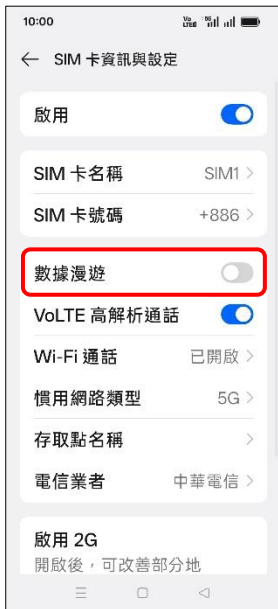 10:00
SIM 卡資訊與設定
啟用
SIM 卡名稱 SIM1
SIM 卡號碼 +886
數據漫遊
VoLTE 高解析通話
Wi-Fi 通話 已開啟
慣用網路類型 5G
存取點名稱
電信業者 中華電信
啟用 2G
開啟後，可改善部分地